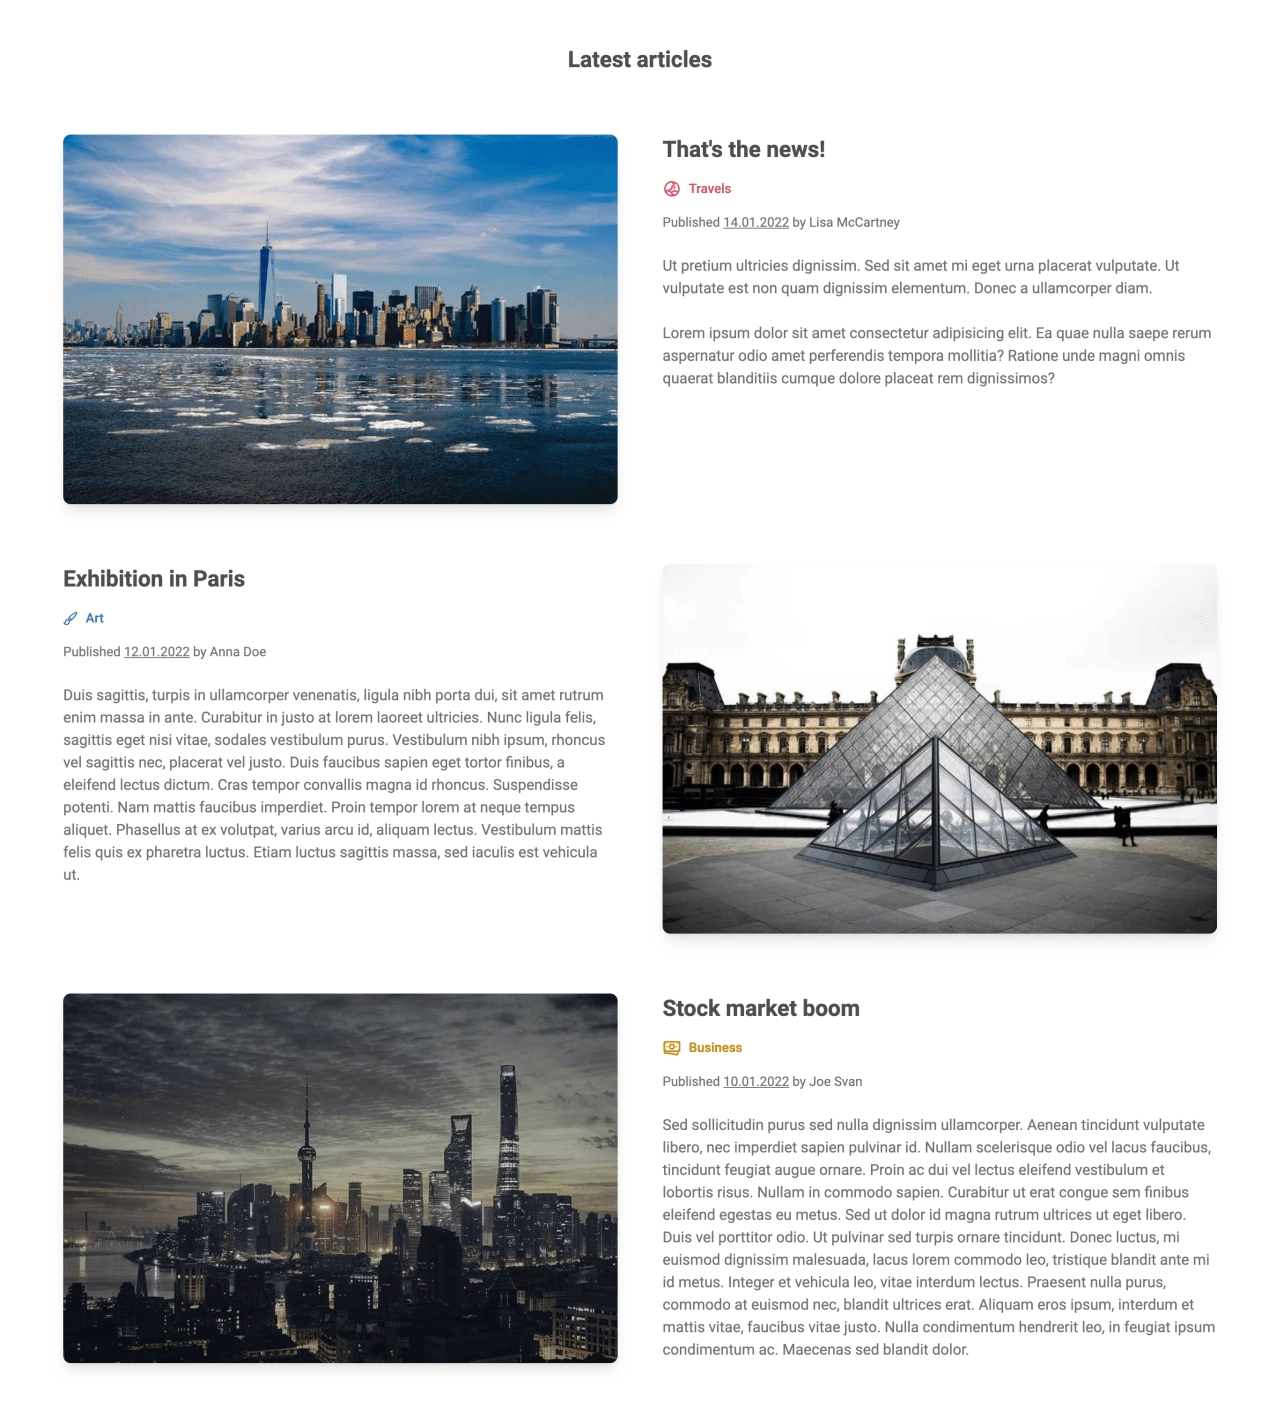 Latest articles
That's the news!
Travels
Published 14.01.2022 by Lisa McCartney
Ut pretium ultricies dignissim. Sed sit amet mi eget urna placerat vulputate. Ut
vulputate est non quam dignissim elementum. Donec a ullamcorper diam.
Lorem ipsum dolor sit amet consectetur adipisicing elit. Ea quae nulla saepe rerum
aspernatur odio amet perferendis tempora mollitia? Ratione unde magni omnis
quaerat blanditiis cumque dolore placeat rem dignissimos?
Exhibition in Paris
Art
Published 12.01.2022 by Anna Doe
Duis sagittis, turpis in ullamcorper venenatis, ligula nibh porta dui, sit amet rutrum
enim massa in ante. Curabitur in justo at lorem laoreet ultricies. Nunc ligula felis,
sagittis eget nisi vitae, sodales vestibulum purus. Vestibulum nibh ipsum, rhoncus
vel sagittis nec, placerat vel justo. Duis faucibus sapien eget tortor finibus, a
eleifend lectus dictum. Cras tempor convallis magna id rhoncus. Suspendisse
potenti. Nam mattis faucibus imperdiet. Proin tempor lorem at neque tempus
aliquet. Phasellus at ex volutpat, varius arcu id, aliquam lectus. Vestibulum mattis
felis quis ex pharetra luctus. Etiam luctus sagittis massa, sed iaculis est vehicula
ut.
Stock market boom
Business
Published 10.01.2022 by Joe Svan
Sed sollicitudin purus sed nulla dignissim ullamcorper. Aenean tincidunt vulputate
libero, nec imperdiet sapien pulvinar id. Nullam scelerisque odio vel lacus faucibus,
tincidunt feugiat augue ornare. Proin ac dui vel lectus eleifend vestibulum et
lobortis risus. Nullam in commodo sapien. Curabitur ut erat congue sem finibus
eleifend egestas eu metus. Sed ut dolor id magna rutrum ultrices ut eget libero.
Duis vel porttitor odio. Ut pulvinar sed turpis ornare tincidunt. Donec luctus, mi
euismod dignissim malesuada, lacus lorem commodo leo, tristique blandit ante mi
id metus. Integer et vehicula leo, vitae interdum lectus. Praesent nulla purus,
commodo at euismod nec, blandit ultrices erat. Aliquam eros ipsum, interdum et
mattis vitae, faucibus vitae justo. Nulla condimentum hendrerit leo, in feugiat ipsum
condimentum ac. Maecenas sed blandit dolor.